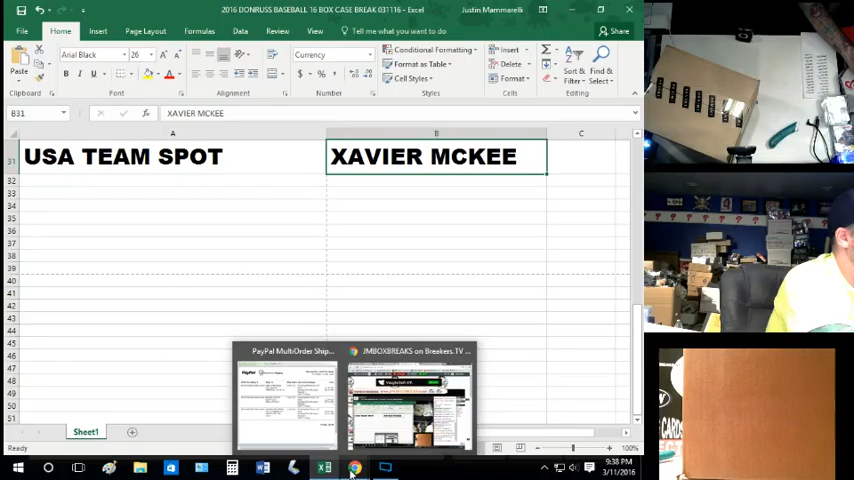 2016 DONRUSS BASEBALL 16 BOX CASE BREAK 031116 - Excel
Justin Mammarelli
File Home Insert Page Layout Formulas Data Review View Tell me what you want to do Share
Paste
Arial Black 26
B I U
Currency
$ % ,
Conditional Formatting
Format as Table
Cell Styles
Insert
Delete
Format
Sort & Filter
Find & Select
Clipboard Font Alignment Number Styles Cells Editing
B31 fx XAVIER MCKEE
A B C
31 USA TEAM SPOT XAVIER MCKEE
32
33
34
35
36
37
38
39
40
41
42
43
44
45
46
47
48
49
50
51
PayPal MultiOrder Ship...
JMBOXBREAKS on Breakers.TV ...
Sheet1
Ready
100%
9:38 PM
3/11/2016
CARDS